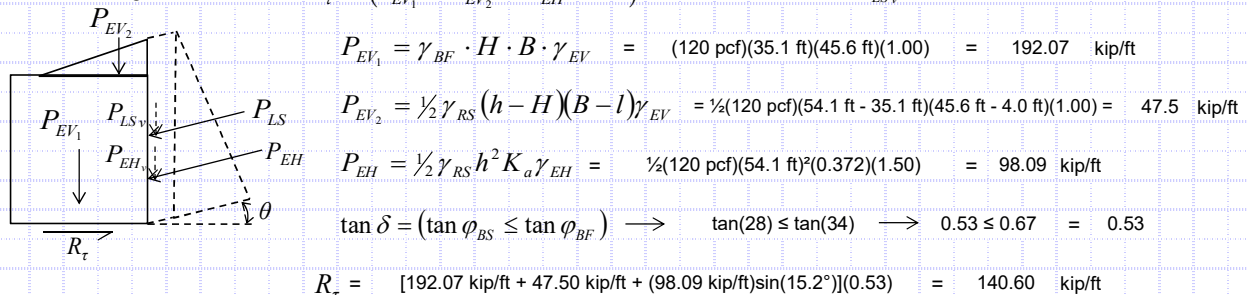 P_EV₂
P_EV₁ = γ_BF · H · B · γ_EV = (120 pcf)(35.1 ft)(45.6 ft)(1.00) = 192.07 kip/ft
P_EV₁
P_LSv
P_LS
P_EV₂ = ½ γ_RS (h − H)(B − l)γ_EV = ½(120 pcf)(54.1 ft - 35.1 ft)(45.6 ft - 4.0 ft)(1.00) = 47.5 kip/ft
P_EHv
P_EH
P_EH = ½ γ_RS h² K_a γ_EH = ½(120 pcf)(54.1 ft)²(0.372)(1.50) = 98.09 kip/ft
θ
tan δ = (tan φ_BS ≤ tan φ_BF) → tan(28) ≤ tan(34) → 0.53 ≤ 0.67 = 0.53
R_τ
R_τ = [192.07 kip/ft + 47.50 kip/ft + (98.09 kip/ft)sin(15.2°)](0.53) = 140.60 kip/ft